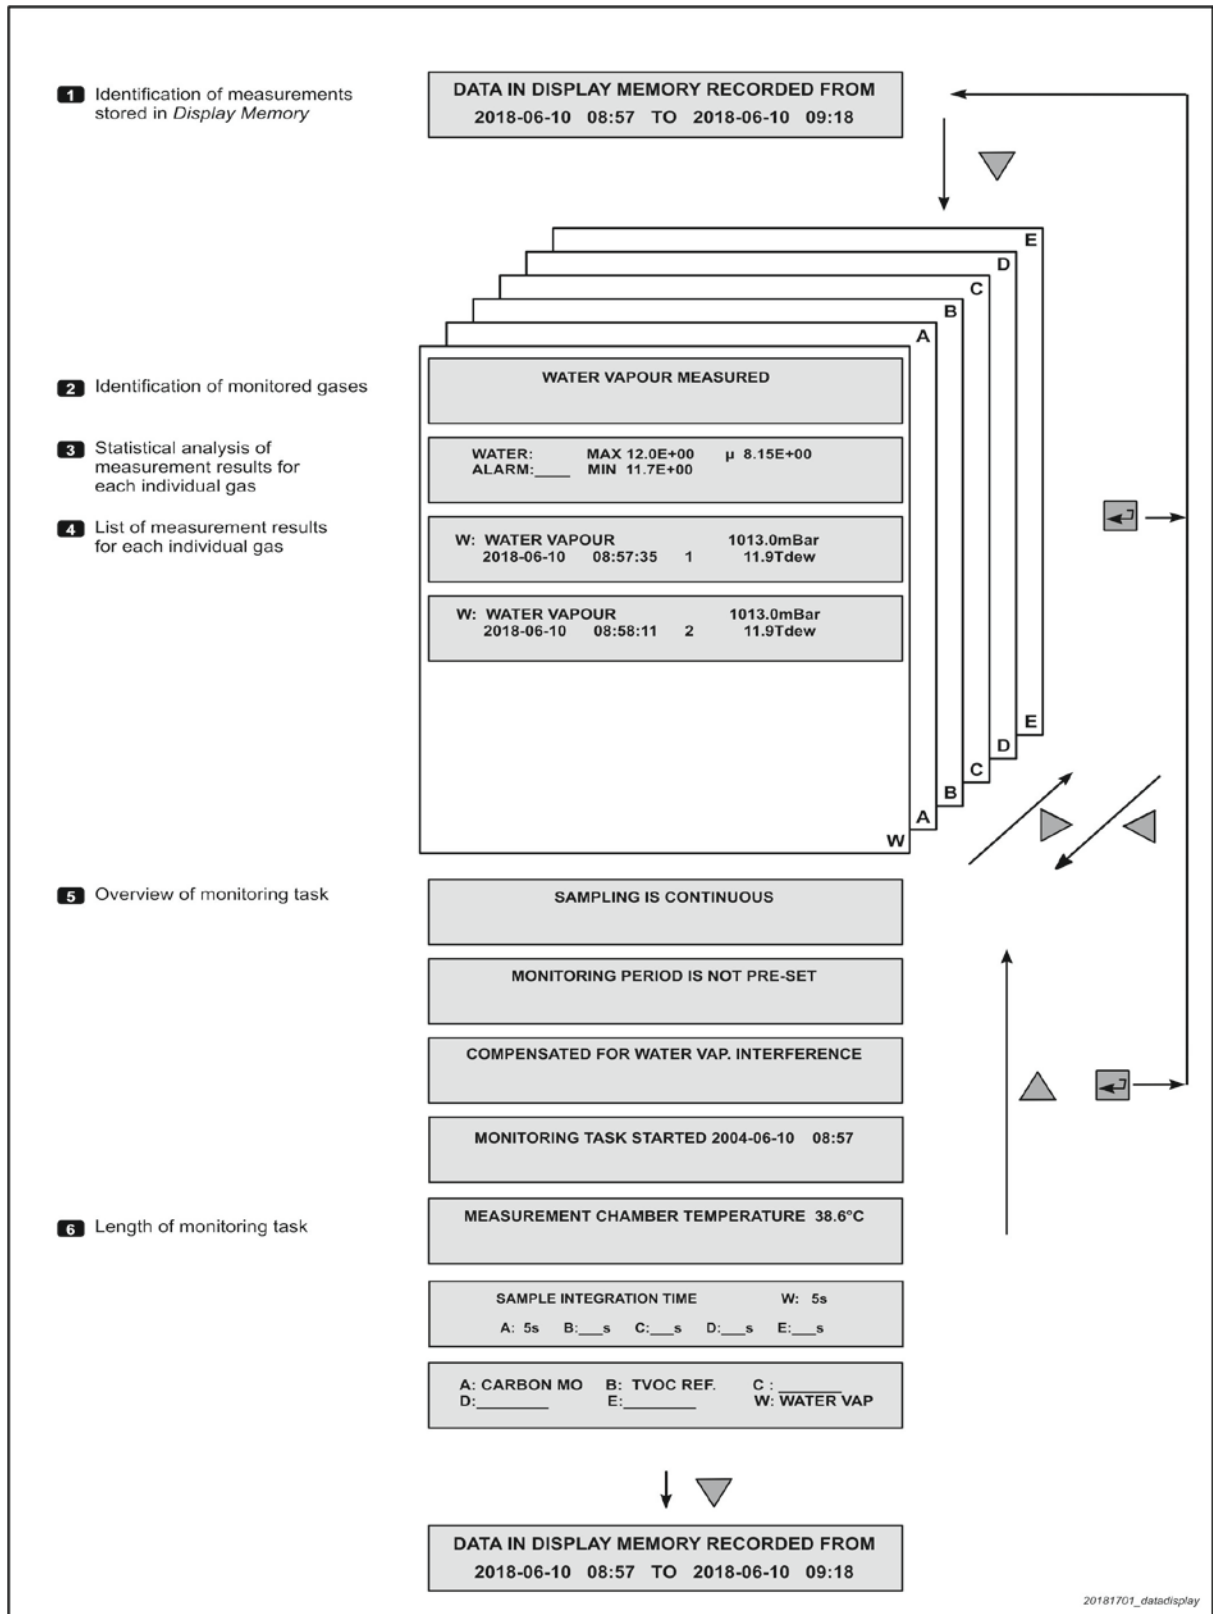 1 Identification of measurements
stored in Display Memory
DATA IN DISPLAY MEMORY RECORDED FROM
2018-06-10 08:57 TO 2018-06-10 09:18
E
D
C
B
A
2 Identification of monitored gases
WATER VAPOUR MEASURED
3 Statistical analysis of
measurement results for
each individual gas
WATER: MAX 12.0E+00 µ 8.15E+00
ALARM:____ MIN 11.7E+00
4 List of measurement results
for each individual gas
W: WATER VAPOUR 1013.0mBar
2018-06-10 08:57:35 1 11.9Tdew
W: WATER VAPOUR 1013.0mBar
2018-06-10 08:58:11 2 11.9Tdew
E
D
C
B
A
W
5 Overview of monitoring task
SAMPLING IS CONTINUOUS
MONITORING PERIOD IS NOT PRE-SET
COMPENSATED FOR WATER VAP. INTERFERENCE
MONITORING TASK STARTED 2004-06-10 08:57
6 Length of monitoring task
MEASUREMENT CHAMBER TEMPERATURE 38.6°C
SAMPLE INTEGRATION TIME W: 5s
A: 5s B:___s C:___s D:___s E:___s
A: CARBON MO B: TVOC REF. C : _______
D:________ E:________ W: WATER VAP
DATA IN DISPLAY MEMORY RECORDED FROM
2018-06-10 08:57 TO 2018-06-10 09:18
20181701_datadisplay